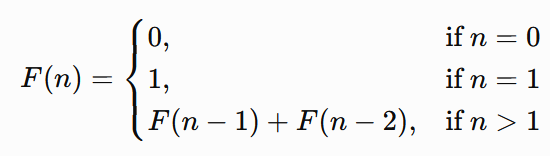 0, if n = 0
F(n) = { 1, if n = 1
F(n − 1) + F(n − 2), if n > 1